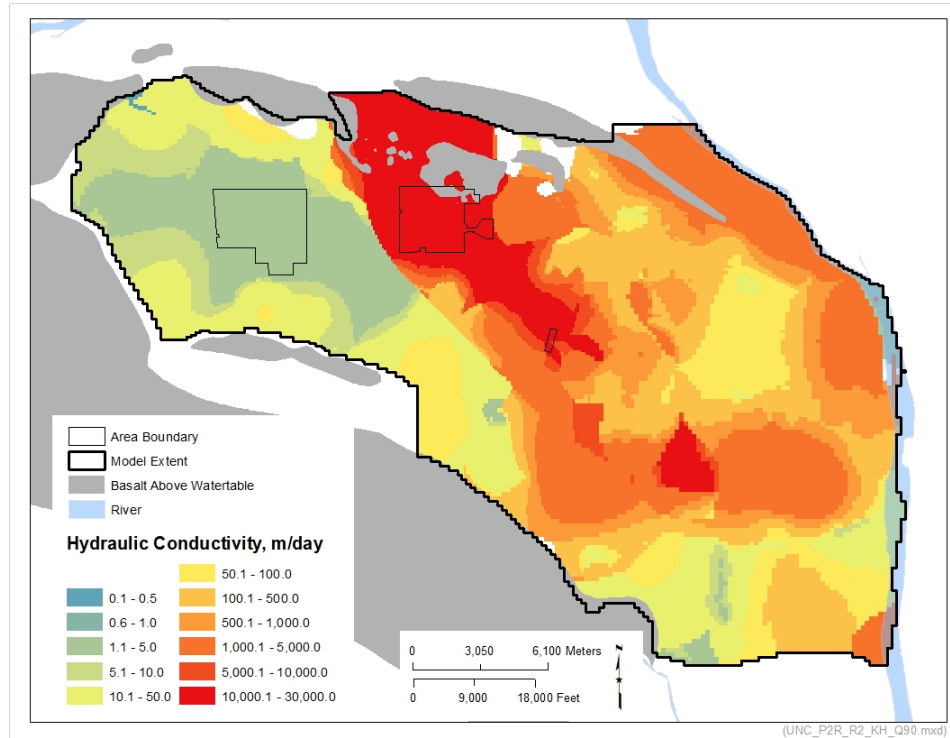 Area Boundary
Model Extent
Basalt Above Watertable
River
Hydraulic Conductivity, m/day
0.1 - 0.5
0.6 - 1.0
1.1 - 5.0
5.1 - 10.0
10.1 - 50.0
50.1 - 100.0
100.1 - 500.0
500.1 - 1,000.0
1,000.1 - 5,000.0
5,000.1 - 10,000.0
10,000.1 - 30,000.0
0 3,050 6,100 Meters
0 9,000 18,000 Feet
N
(UNC_P2R_R2_KH_Q90.mxd)